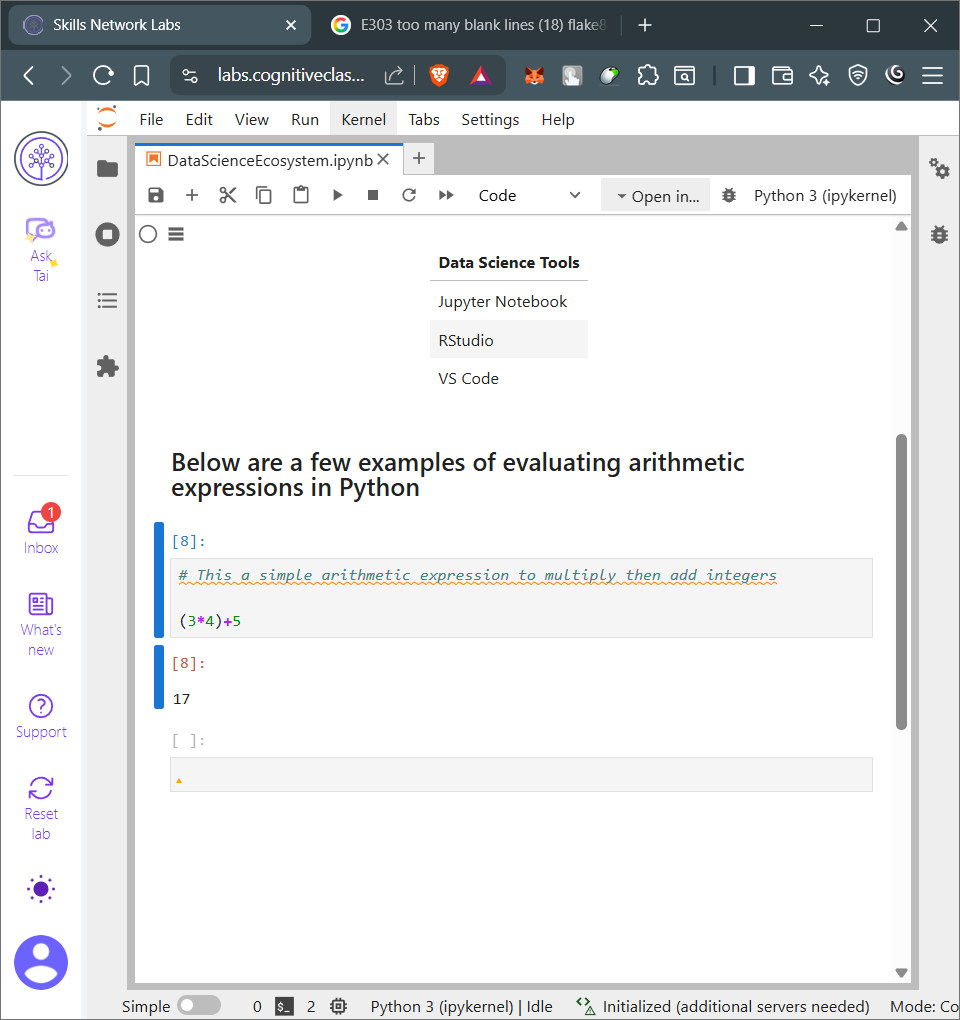 Skills Network Labs
E303 too many blank lines (18) flake8
labs.cognitiveclas...
File Edit View Run Kernel Tabs Settings Help
DataScienceEcosystem.ipynb
Code
Open in...
Python 3 (ipykernel)
Ask
Tai
Data Science Tools
Jupyter Notebook
RStudio
VS Code
Below are a few examples of evaluating arithmetic
expressions in Python
[8]:
# This a simple arithmetic expression to multiply then add integers
(3*4)+5
[8]:
17
[ ]:
1
Inbox
What's
new
Support
Reset
lab
Simple 0 $_ 2 Python 3 (ipykernel) | Idle Initialized (additional servers needed) Mode: Co